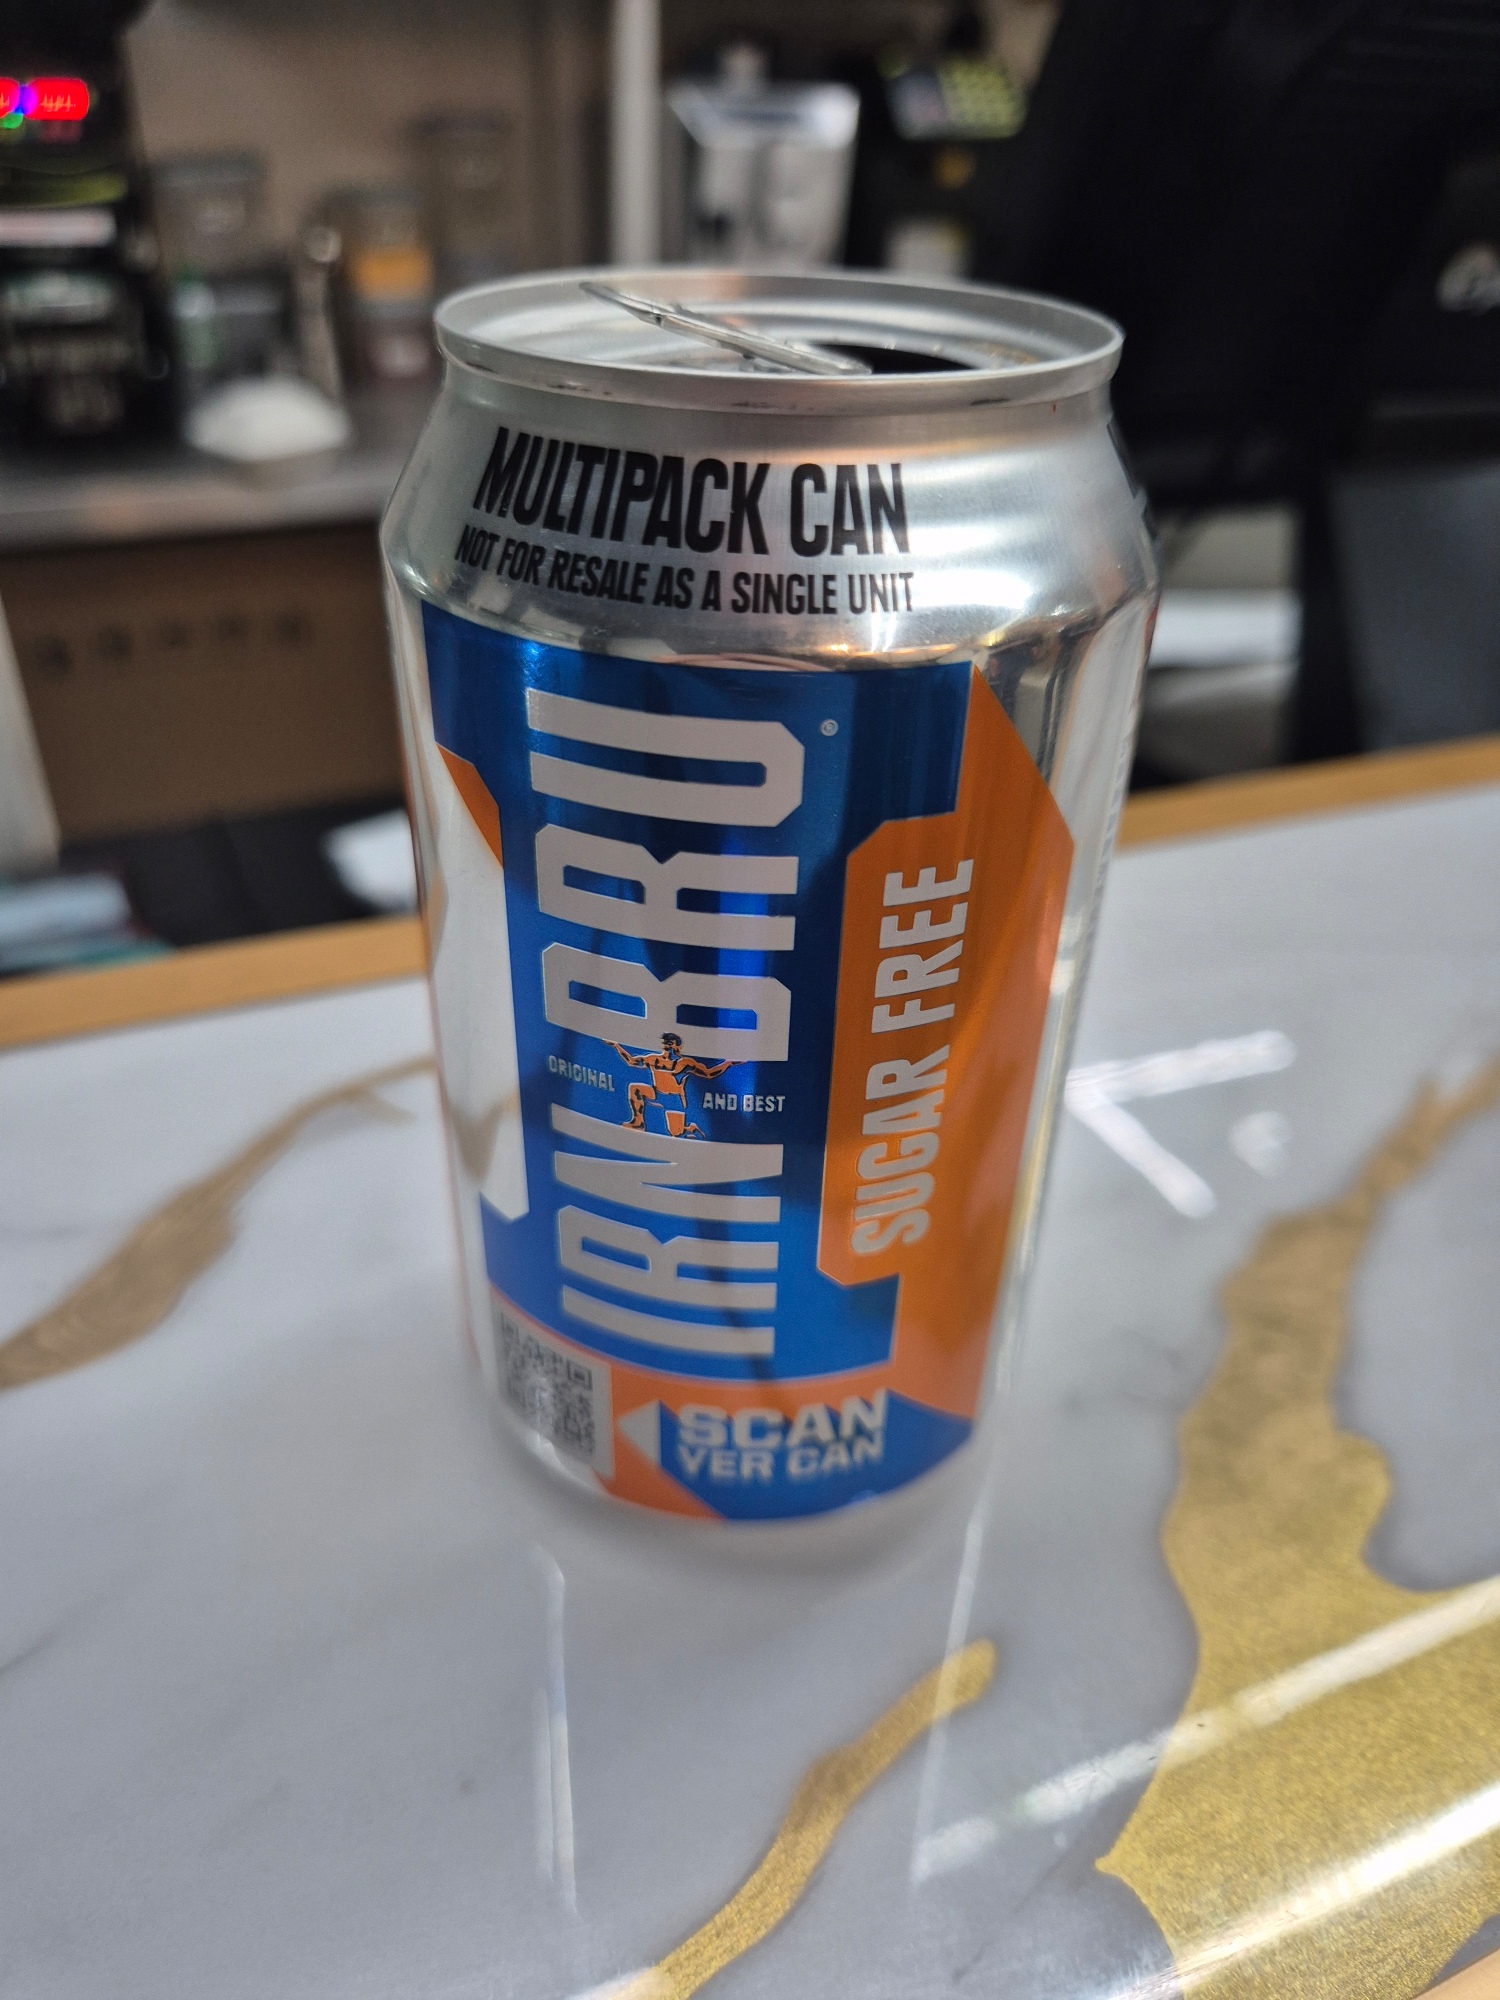 MULTIPACK CAN
NOT FOR RESALE AS A SINGLE UNIT
IRN BRU®
ORIGINAL AND BEST
SUGAR FREE
SCAN
YER CAN